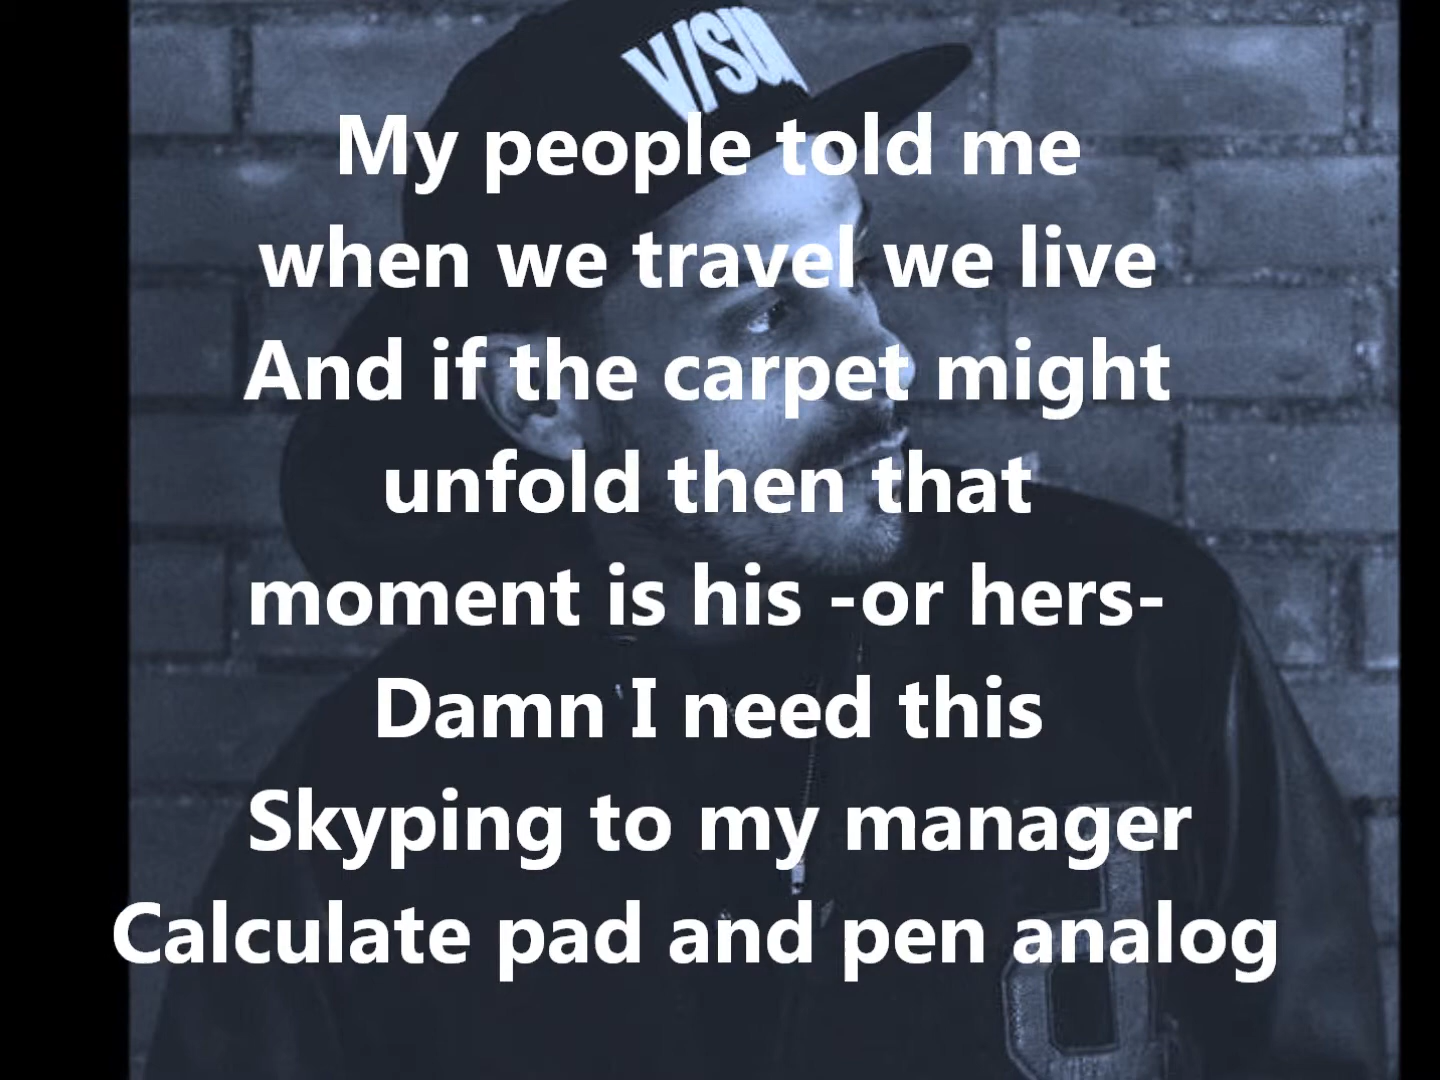 V/SUA
My people told me
when we travel we live
And if the carpet might
unfold then that
moment is his -or hers-
Damn I need this
Skyping to my manager
Calculate pad and pen analog
d